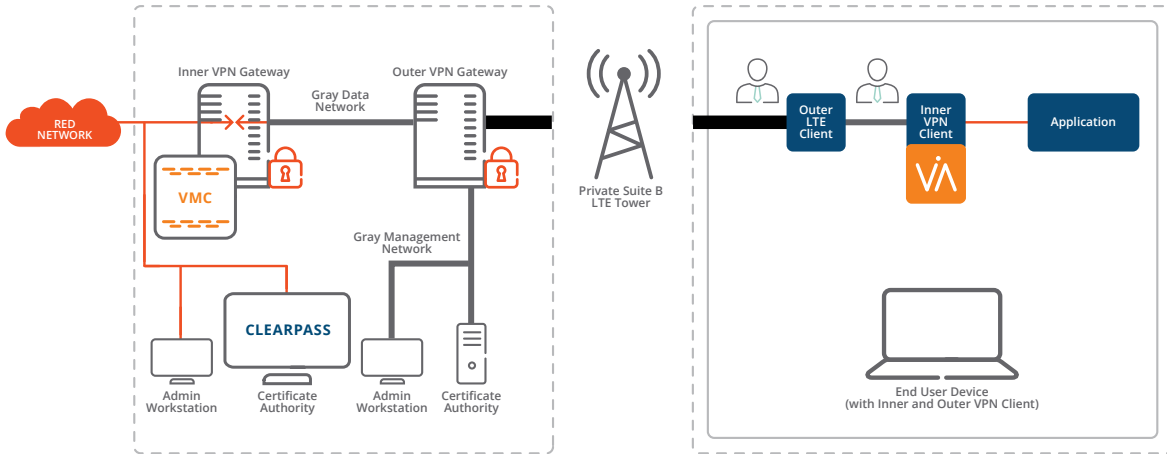 Inner VPN Gateway
Outer VPN Gateway
Gray Data
Network
RED
NETWORK
VMC
Private Suite B
LTE Tower
Outer
LTE
Client
Inner
VPN
Client
VIA
Application
Gray Management
Network
CLEARPASS
Admin
Workstation
Certificate
Authority
Admin
Workstation
Certificate
Authority
End User Device
(with Inner and Outer VPN Client)